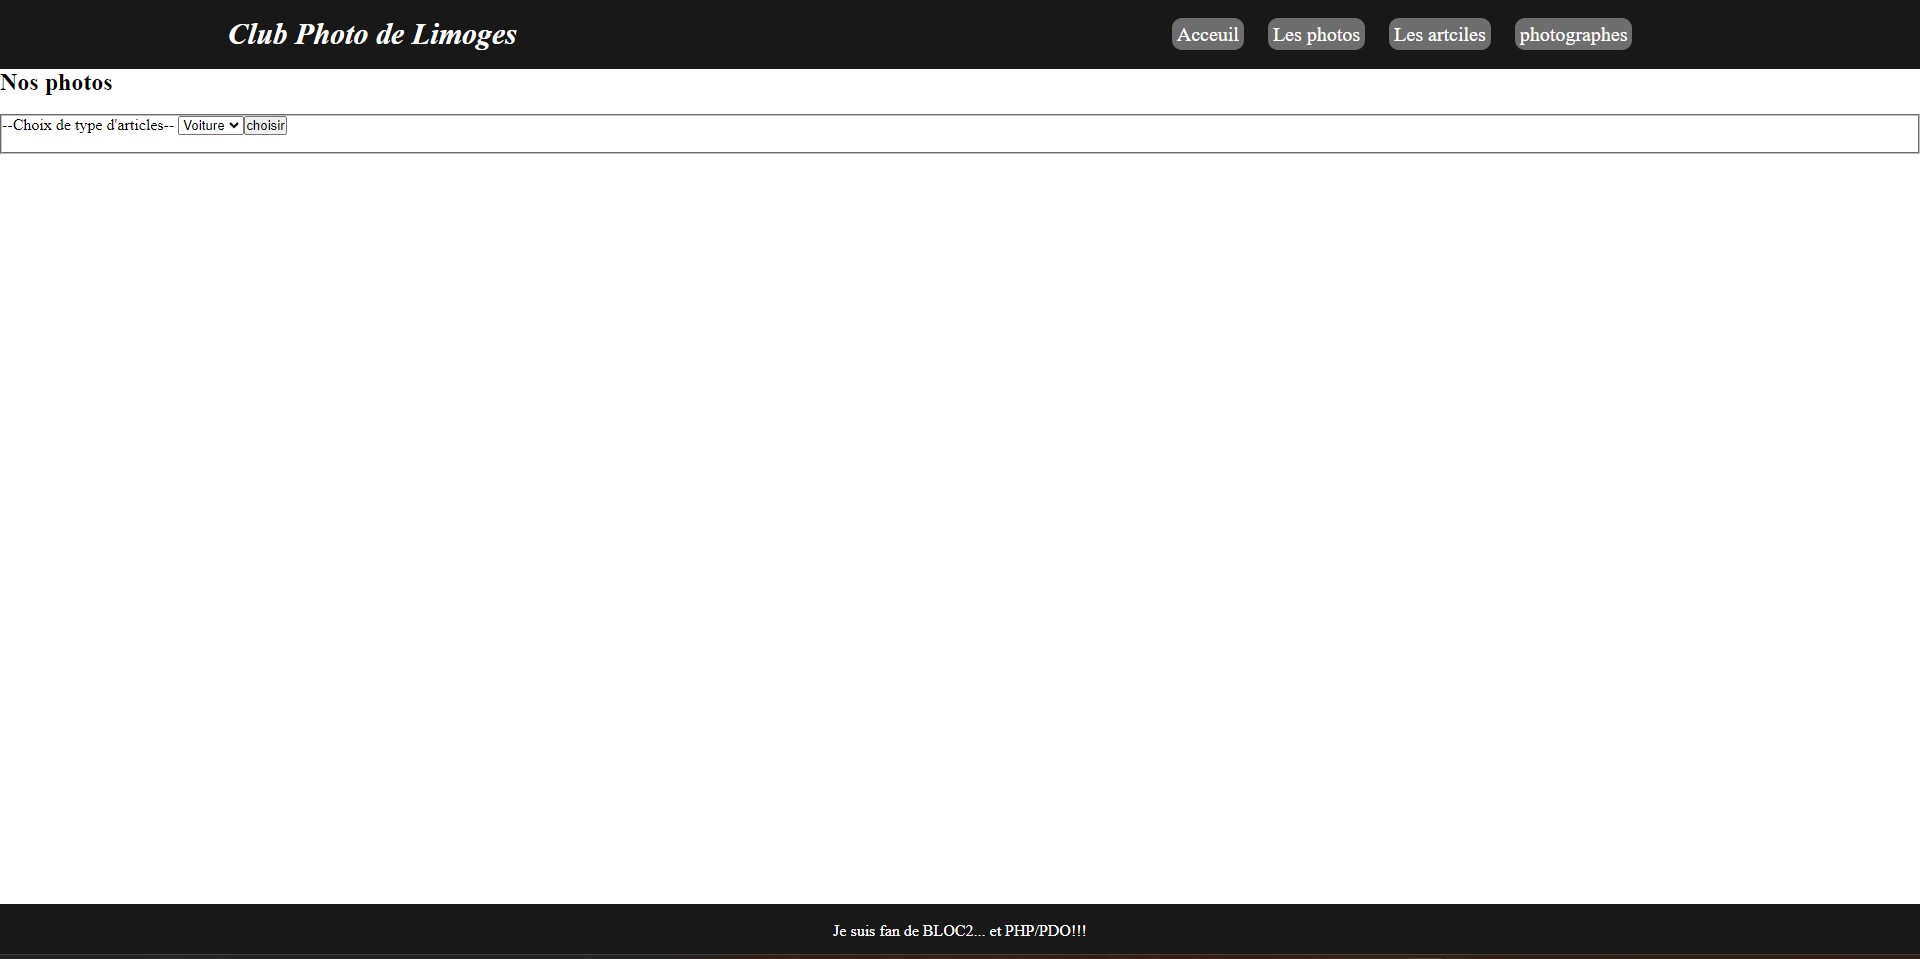 Club Photo de Limoges Acceuil Les photos Les artciles photographes
Nos photos
--Choix de type d'articles-- Voiture choisir
Je suis fan de BLOC2... et PHP/PDO!!!